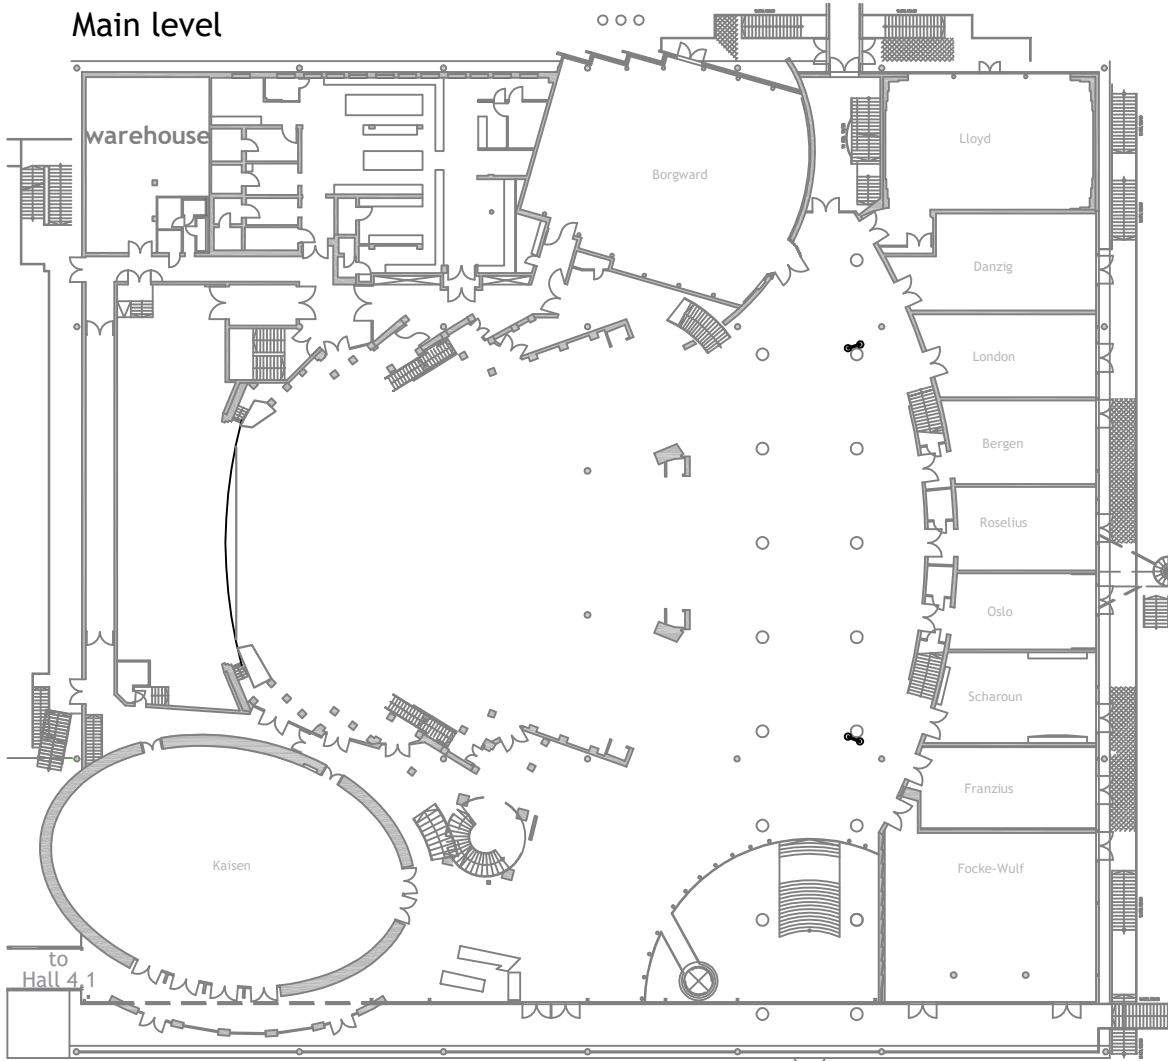 Main level
warehouse
Lloyd
Borgward
Danzig
London
Bergen
Roselius
Oslo
Scharoun
Franzius
Kaisen
Focke-Wulf
to
Hall 4.1